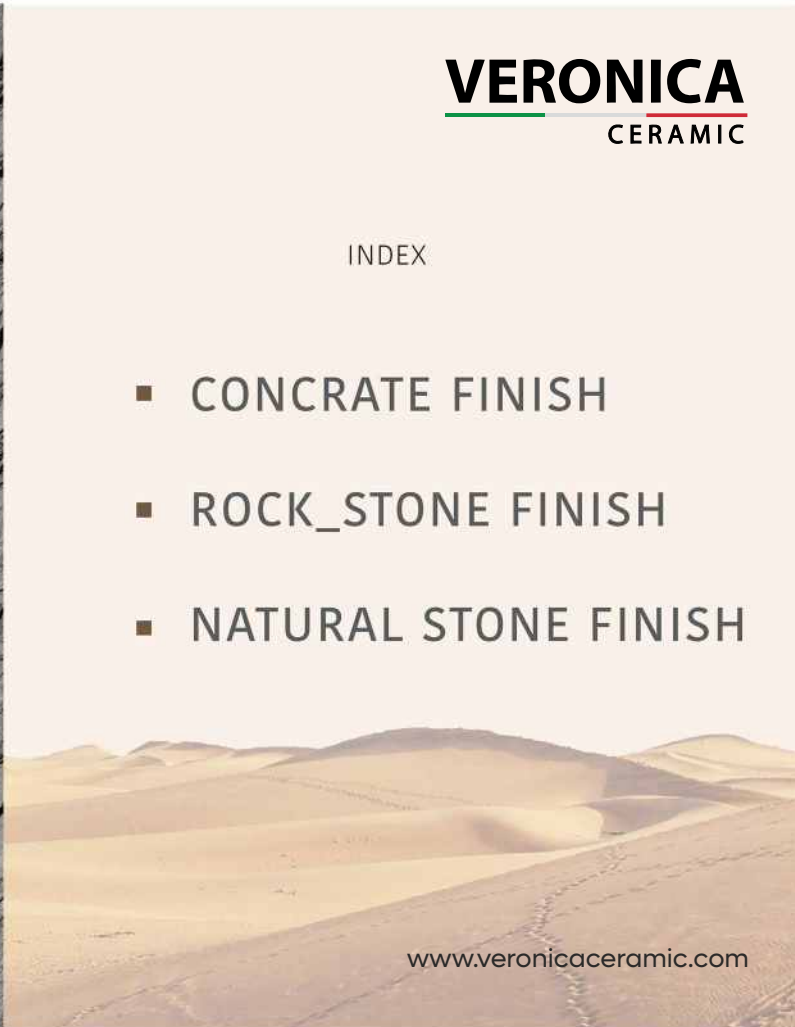 VERONICA
CERAMIC
INDEX
CONCRATE FINISH
ROCK_STONE FINISH
NATURAL STONE FINISH
www.veronicaceramic.com